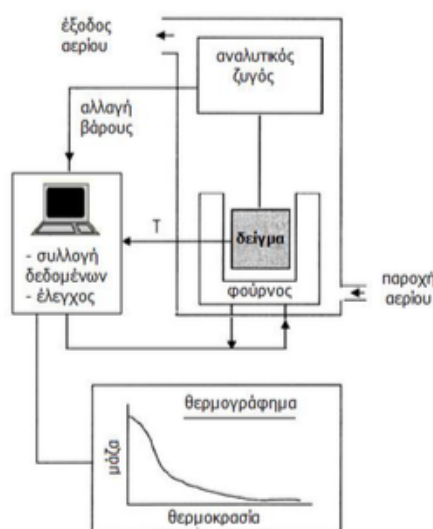 έξοδος
αερίου
αναλυτικός
ζυγός
αλλαγή
βάρους
T
δείγμα
- συλλογή
δεδομένων
- έλεγχος
φούρνος
παροχή
αερίου
θερμογράφημα
μάζα
θερμοκρασία